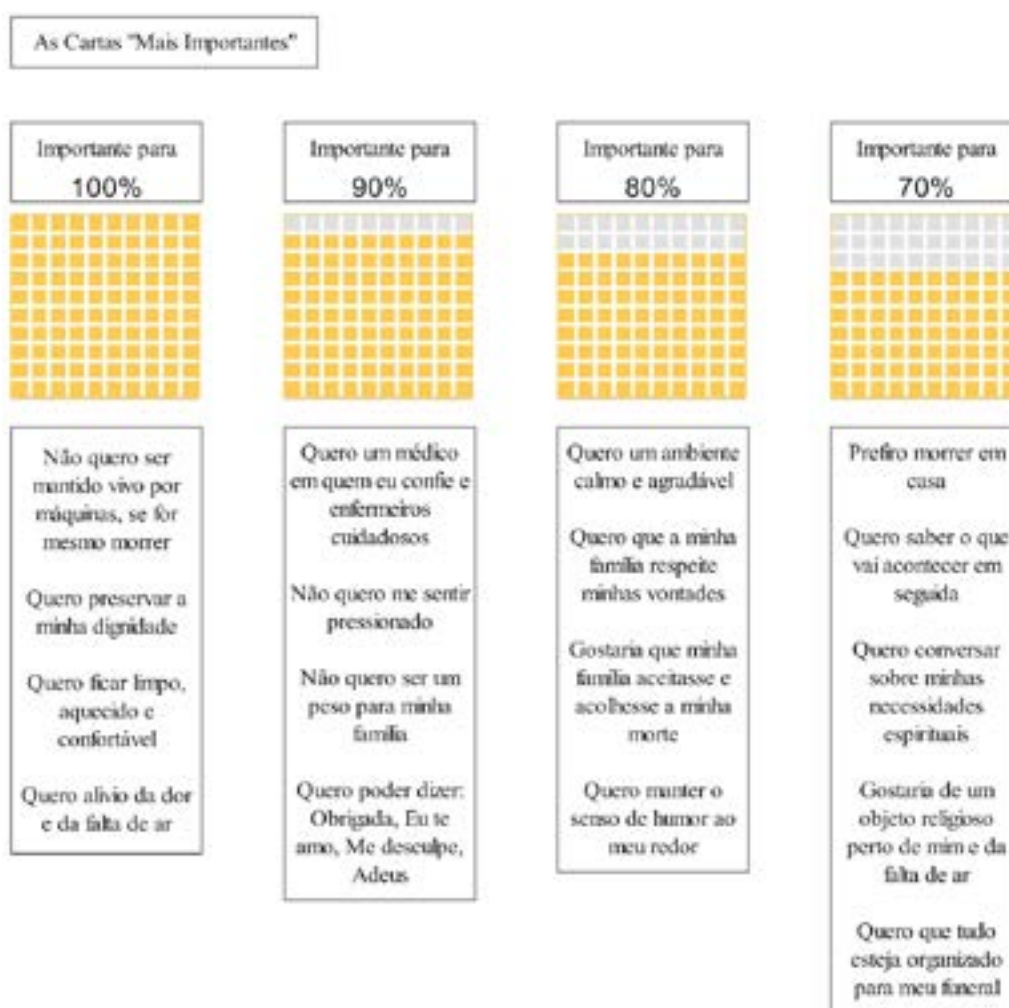 As Cartas "Mais Importantes"
Importante para
100%
Importante para
90%
Importante para
80%
Importante para
70%
Não quero ser
mantido vivo por
máquinas, se for
mesmo morrer
Quero preservar a
minha dignidade
Quero ficar limpo,
aquecido e
confortável
Quero alívio da dor
e da falta de ar
Quero um médico
em quem eu confie e
enfermeiros
cuidadosos
Não quero me sentir
pressionado
Não quero ser um
peso para minha
família
Quero poder dizer:
Obrigada, Eu te
amo, Me desculpe,
Adeus
Quero um ambiente
calmo e agradável
Quero que a minha
família respeite
minhas vontades
Gostaria que minha
família aceitasse e
acolhesse a minha
morte
Quero manter o
senso de humor ao
meu redor
Prefiro morrer em
casa
Quero saber o que
vai acontecer em
seguida
Quero conversar
sobre minhas
necessidades
espirituais
Gostaria de um
objeto religioso
perto de mim e da
falta de ar
Quero que tudo
esteja organizado
para meu funeral